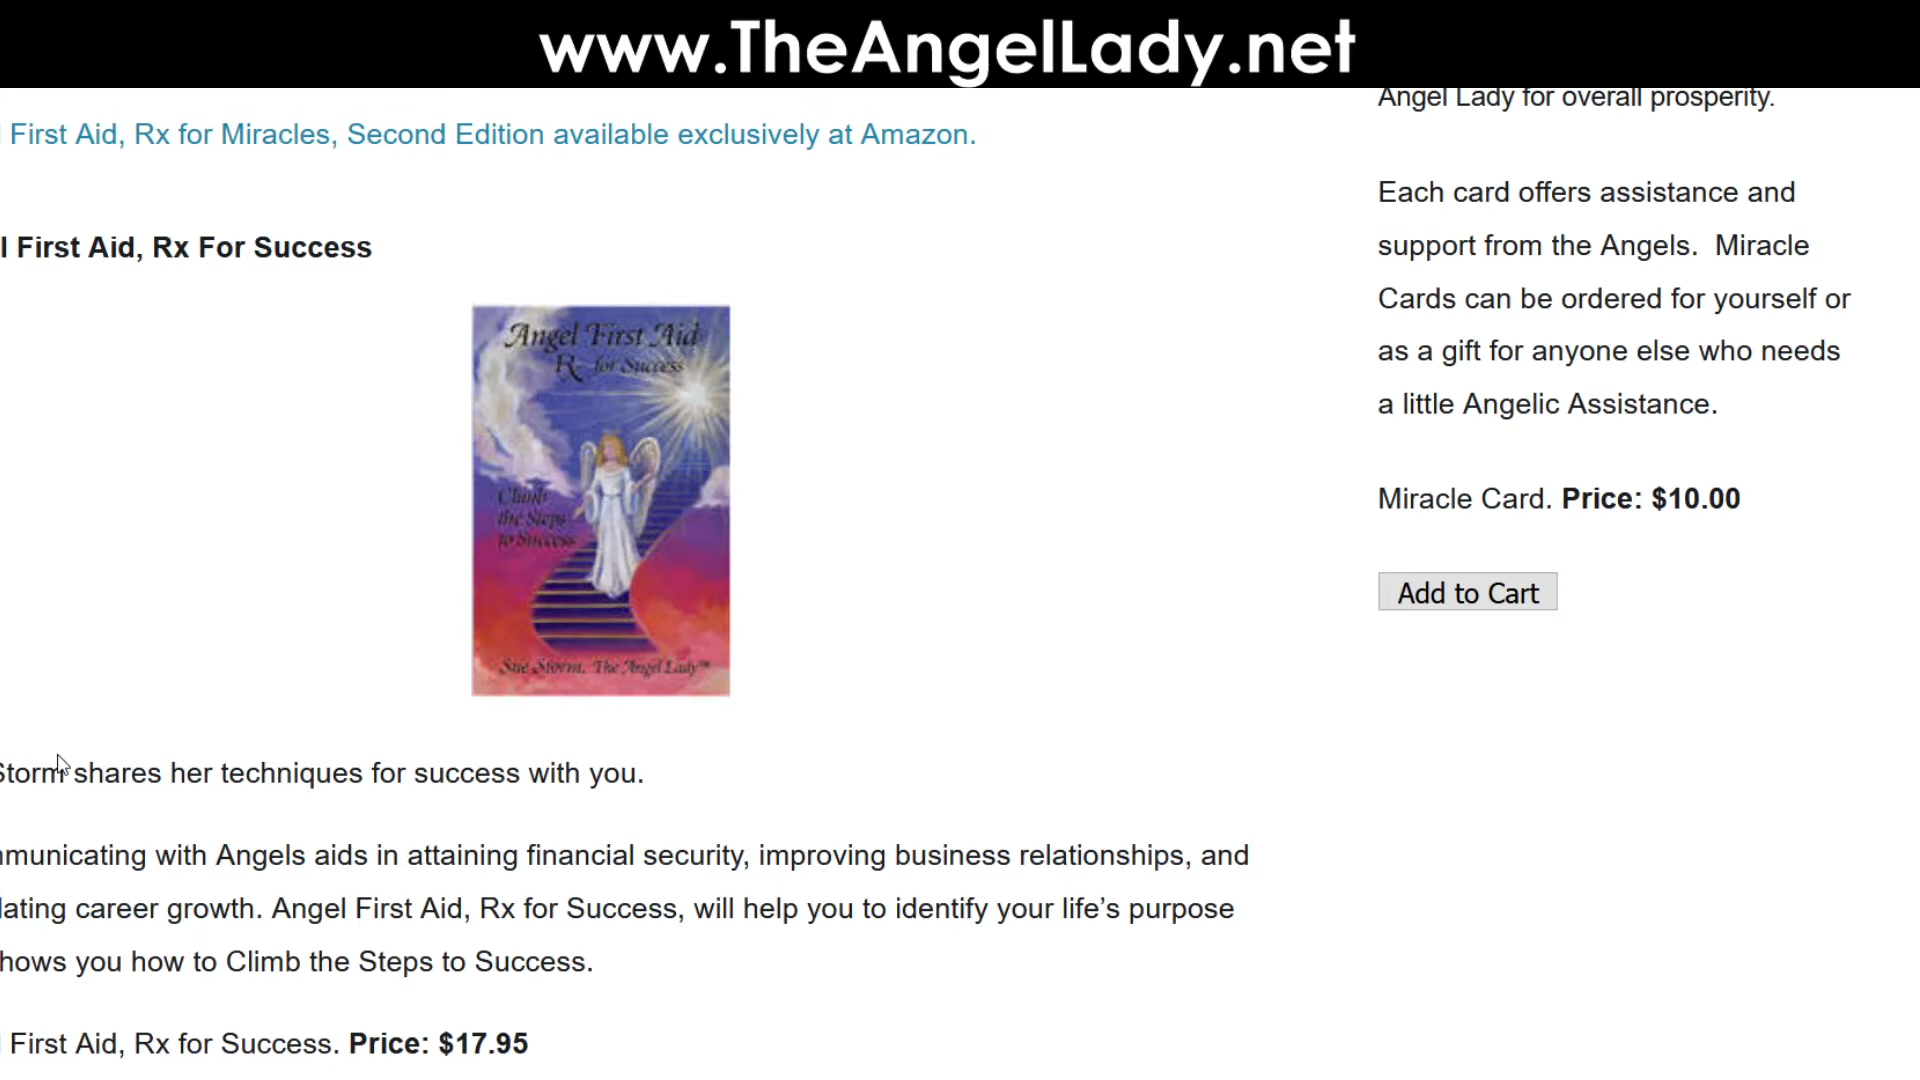 www.TheAngelLady.net
First Aid, Rx for Miracles, Second Edition available exclusively at Amazon.
l First Aid, Rx For Success
Angel First Aid
Rx for Success
Climb
the Steps
to Success
Sue Storm, The Angel Lady™
Storm shares her techniques for success with you.
mmunicating with Angels aids in attaining financial security, improving business relationships, and
lating career growth. Angel First Aid, Rx for Success, will help you to identify your life’s purpose
hows you how to Climb the Steps to Success.
First Aid, Rx for Success. Price: $17.95
Angel Lady for overall prosperity.
Each card offers assistance and
support from the Angels. Miracle
Cards can be ordered for yourself or
as a gift for anyone else who needs
a little Angelic Assistance.
Miracle Card. Price: $10.00
Add to Cart